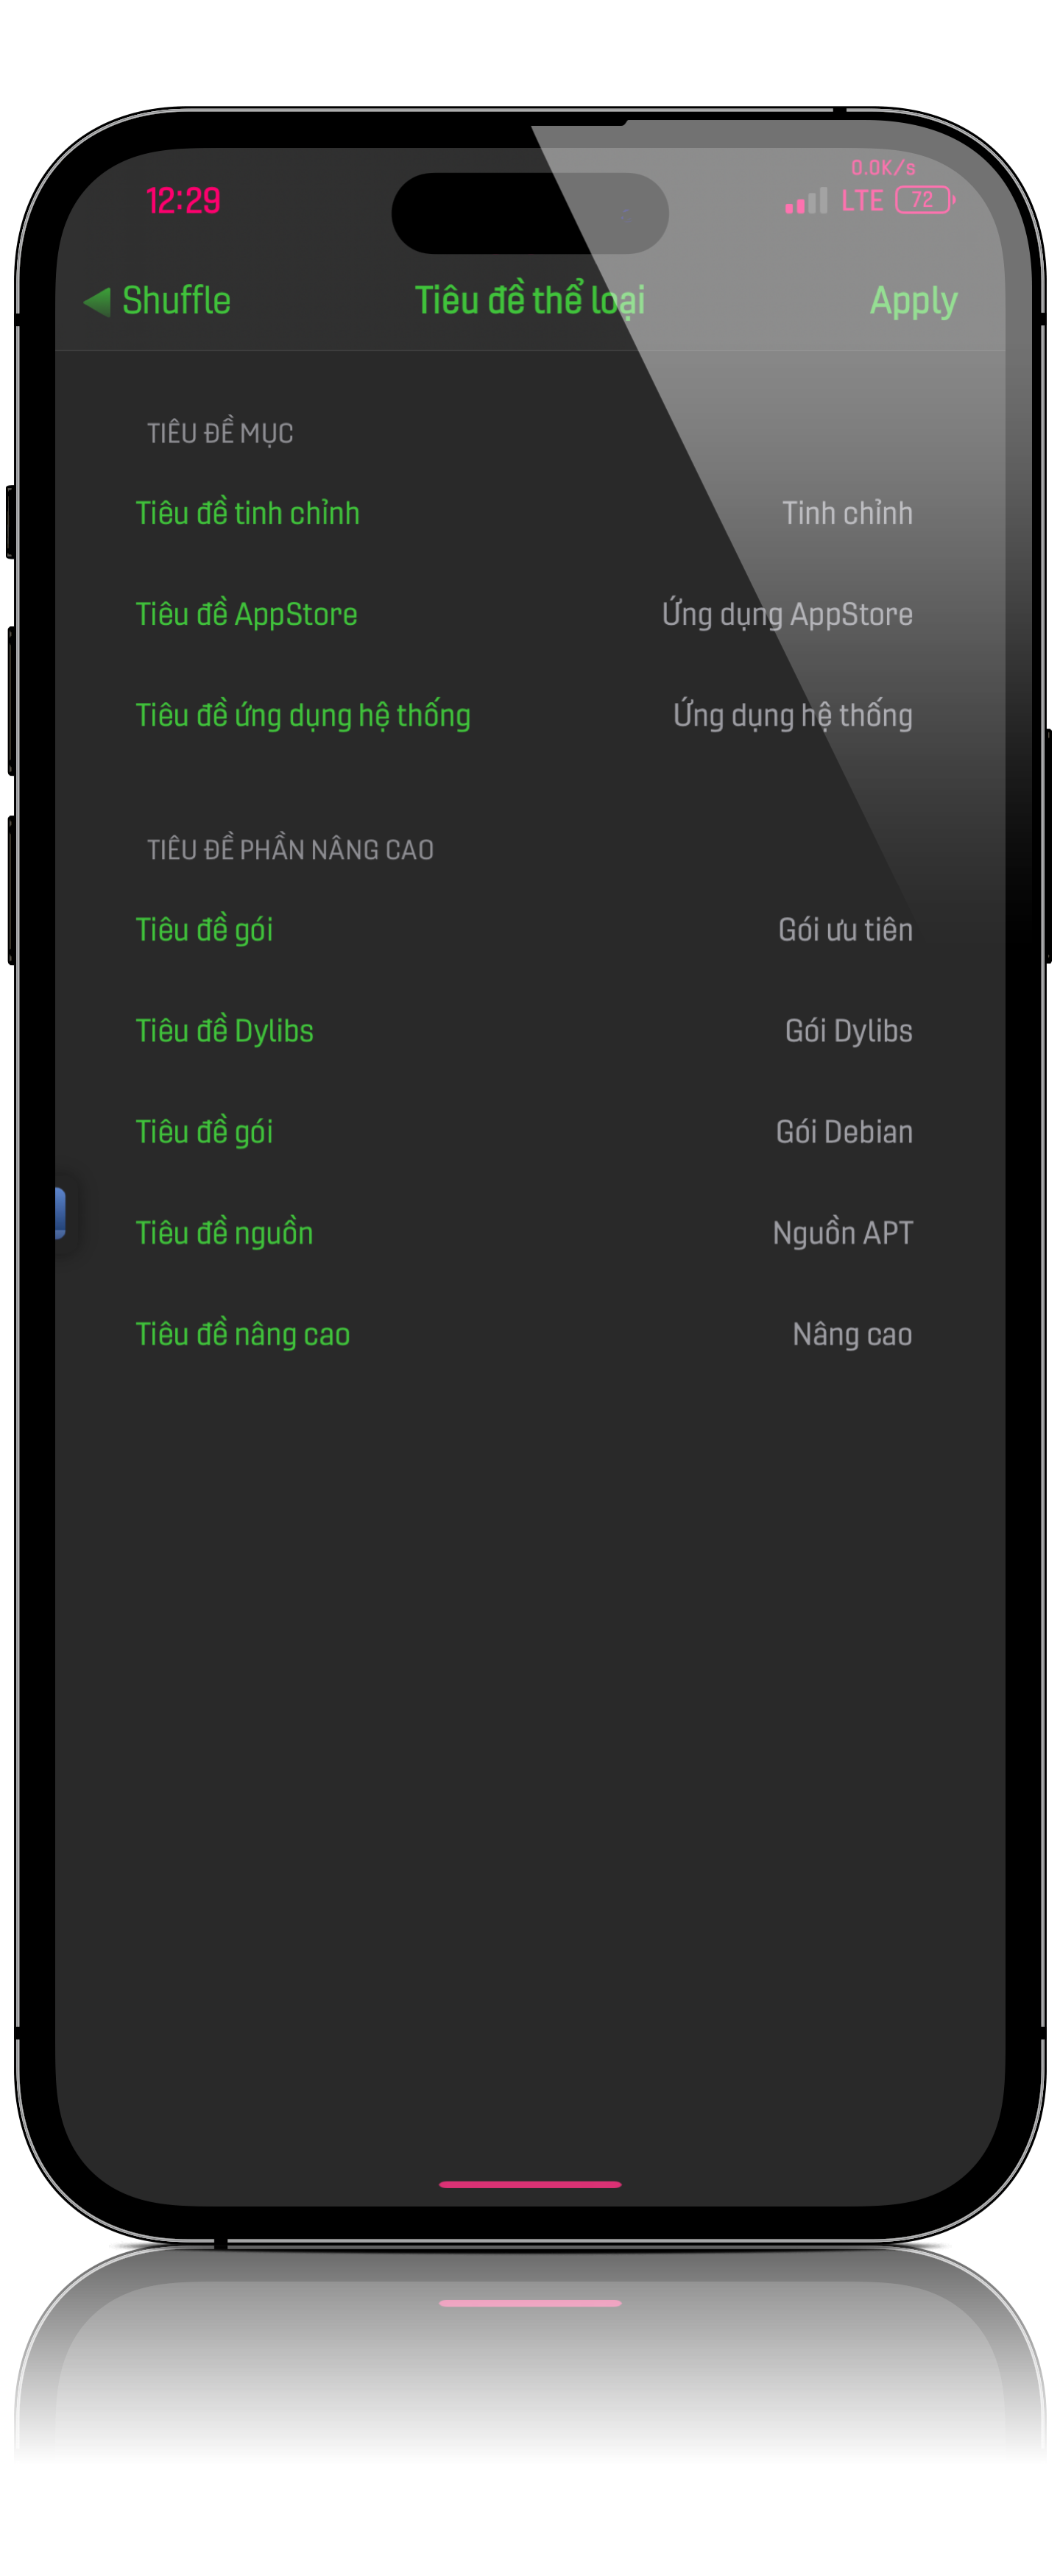 0.0K/s
12:29 LTE 72
Shuffle Tiêu đề thể loại Apply
TIÊU ĐỀ MỤC
Tiêu đề tinh chỉnh Tinh chỉnh
Tiêu đề AppStore Ứng dụng AppStore
Tiêu đề ứng dụng hệ thống Ứng dụng hệ thống
TIÊU ĐỀ PHẦN NÂNG CAO
Tiêu đề gói Gói ưu tiên
Tiêu đề Dylibs Gói Dylibs
Tiêu đề gói Gói Debian
Tiêu đề nguồn Nguồn APT
Tiêu đề nâng cao Nâng cao